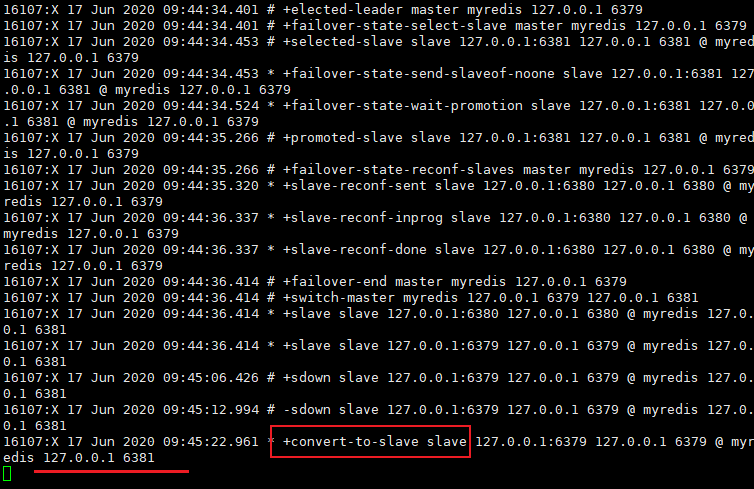 16107:X 17 Jun 2020 09:44:34.401 # +elected-leader master myredis 127.0.0.1 6379
16107:X 17 Jun 2020 09:44:34.401 # +failover-state-select-slave master myredis 127.0.0.1 6379
16107:X 17 Jun 2020 09:44:34.453 # +selected-slave slave 127.0.0.1:6381 127.0.0.1 6381 @ myred
is 127.0.0.1 6379
16107:X 17 Jun 2020 09:44:34.453 * +failover-state-send-slaveof-noone slave 127.0.0.1:6381 127
.0.0.1 6381 @ myredis 127.0.0.1 6379
16107:X 17 Jun 2020 09:44:34.524 * +failover-state-wait-promotion slave 127.0.0.1:6381 127.0.0
.1 6381 @ myredis 127.0.0.1 6379
16107:X 17 Jun 2020 09:44:35.266 # +promoted-slave slave 127.0.0.1:6381 127.0.0.1 6381 @ myred
is 127.0.0.1 6379
16107:X 17 Jun 2020 09:44:35.266 # +failover-state-reconf-slaves master myredis 127.0.0.1 6379
16107:X 17 Jun 2020 09:44:35.320 * +slave-reconf-sent slave 127.0.0.1:6380 127.0.0.1 6380 @ my
redis 127.0.0.1 6379
16107:X 17 Jun 2020 09:44:36.337 * +slave-reconf-inprog slave 127.0.0.1:6380 127.0.0.1 6380 @
myredis 127.0.0.1 6379
16107:X 17 Jun 2020 09:44:36.337 * +slave-reconf-done slave 127.0.0.1:6380 127.0.0.1 6380 @ my
redis 127.0.0.1 6379
16107:X 17 Jun 2020 09:44:36.414 # +failover-end master myredis 127.0.0.1 6379
16107:X 17 Jun 2020 09:44:36.414 # +switch-master myredis 127.0.0.1 6379 127.0.0.1 6381
16107:X 17 Jun 2020 09:44:36.414 * +slave slave 127.0.0.1:6380 127.0.0.1 6380 @ myredis 127.0.
0.1 6381
16107:X 17 Jun 2020 09:44:36.414 * +slave slave 127.0.0.1:6379 127.0.0.1 6379 @ myredis 127.0.
0.1 6381
16107:X 17 Jun 2020 09:45:06.426 # +sdown slave 127.0.0.1:6379 127.0.0.1 6379 @ myredis 127.0.
0.1 6381
16107:X 17 Jun 2020 09:45:12.994 # -sdown slave 127.0.0.1:6379 127.0.0.1 6379 @ myredis 127.0.
0.1 6381
16107:X 17 Jun 2020 09:45:22.961 * +convert-to-slave slave 127.0.0.1:6379 127.0.0.1 6379 @ my
redis 127.0.0.1 6381